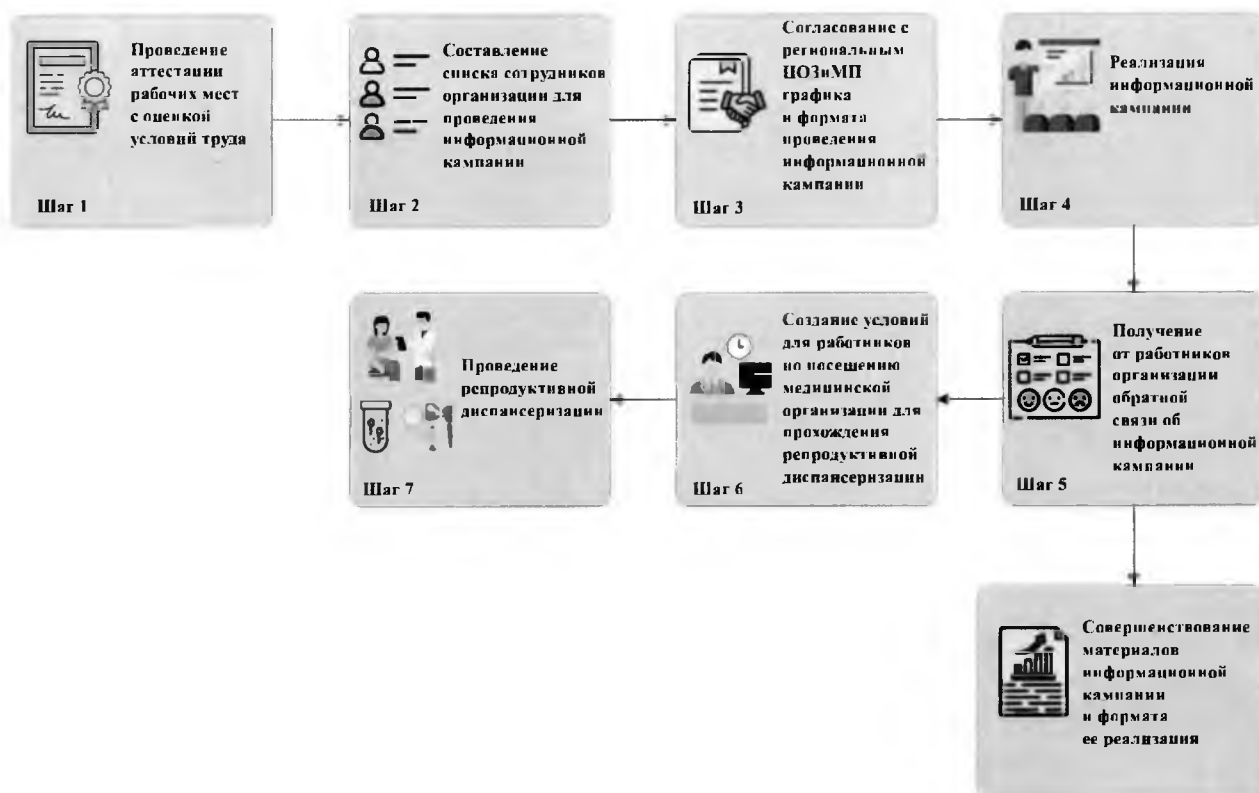 Проведение
аттестации
рабочих мест
с оценкой
условий труда
Шаг 1
Составление
списка сотрудников
организации для
проведения
информационной
кампании
Шаг 2
Согласование с
региональным
ЦОЗиМП
графика
и формата
проведения
информационной
кампании
Шаг 3
Реализация
информационной
кампании
Шаг 4
Получение
от работников
организации
обратной
связи об
информационной
кампании
Шаг 5
Создание условий
для работников
по посещению
медицинской
организации для
прохождения
репродуктивной
диспансеризации
Шаг 6
Проведение
репродуктивной
диспансеризации
Шаг 7
Совершенствование
материалов
информационной
кампании
и формата
ее реализация